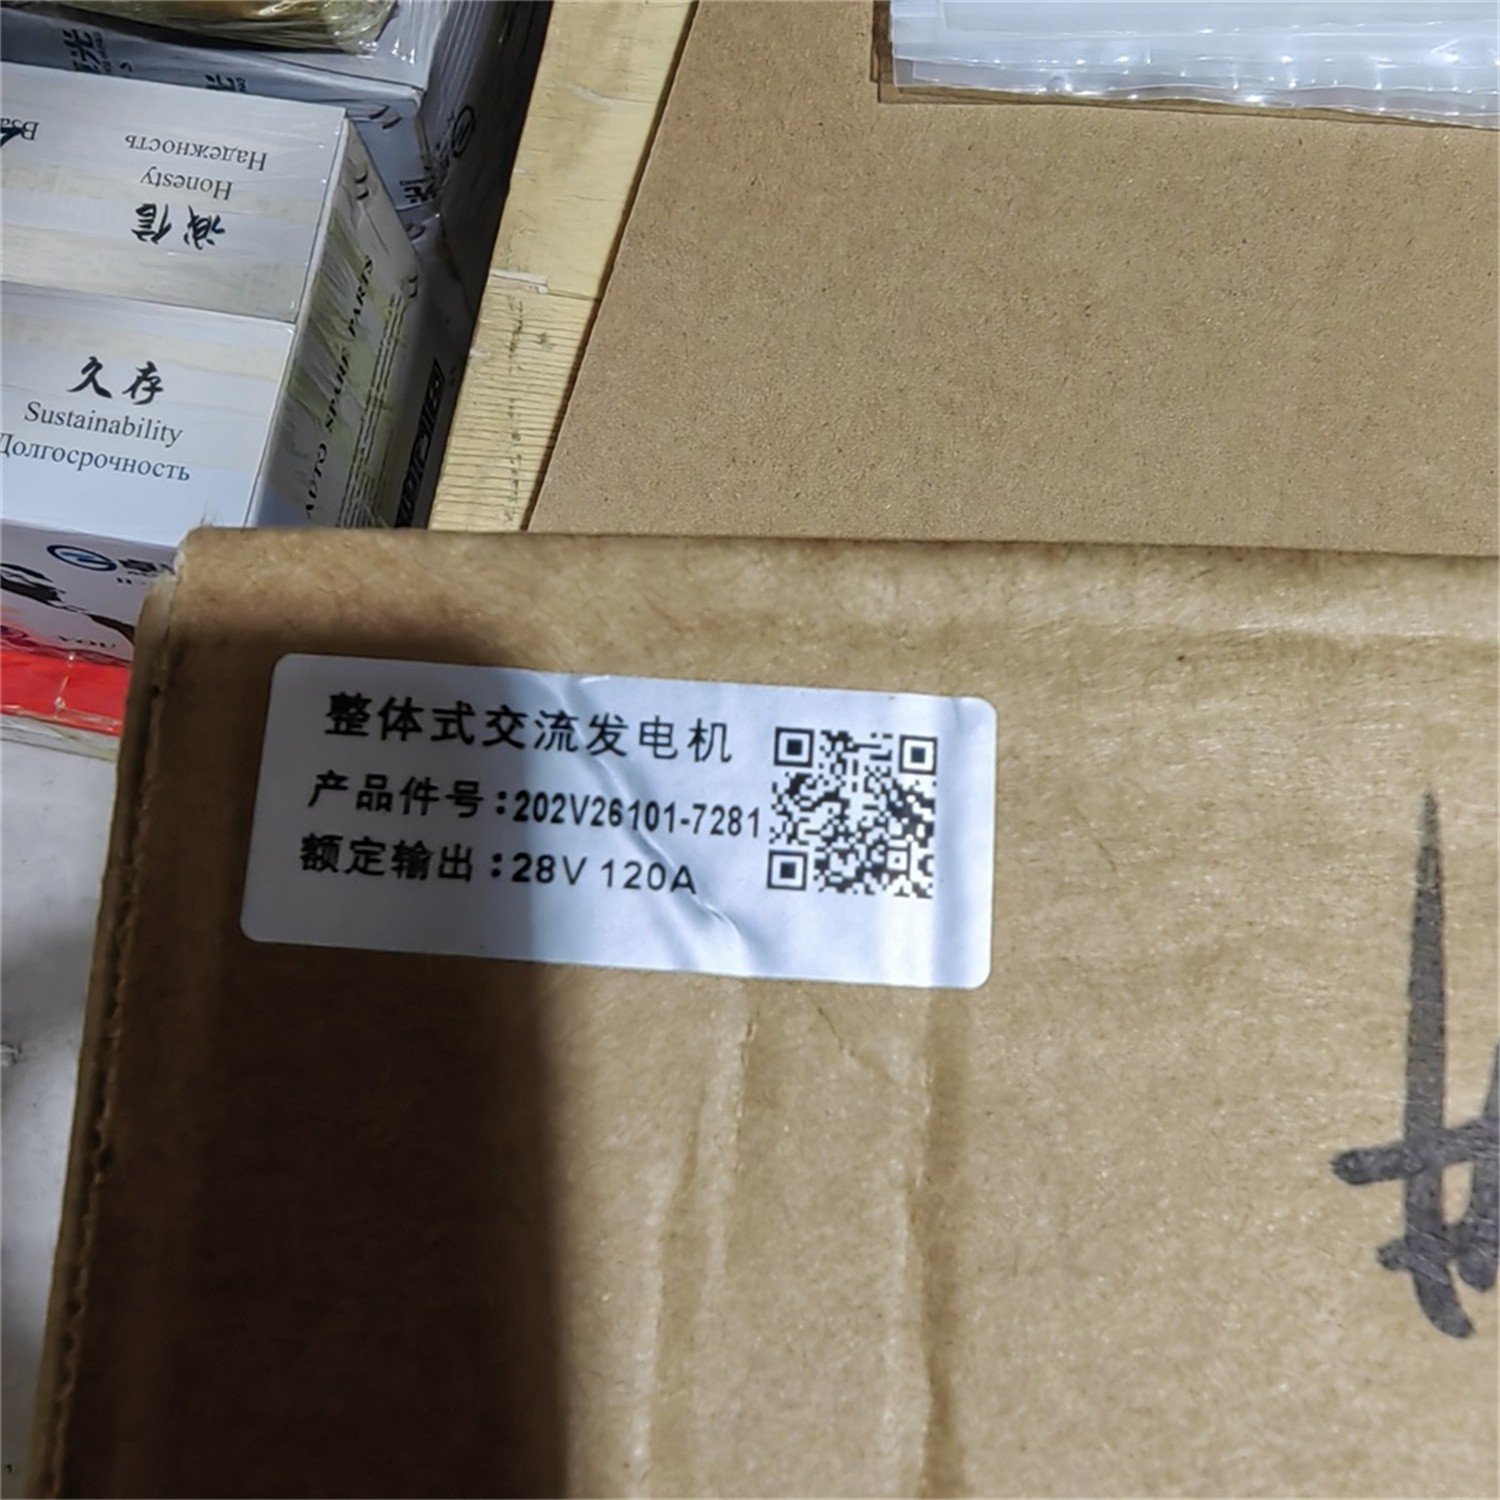 Надежность
Honesty
诚信
久存
Sustainability
Долгосрочность
AUTO SPARE PARTS
YOU
整体式交流发电机
产品件号:202V26101-7281
额定输出:28V 120A